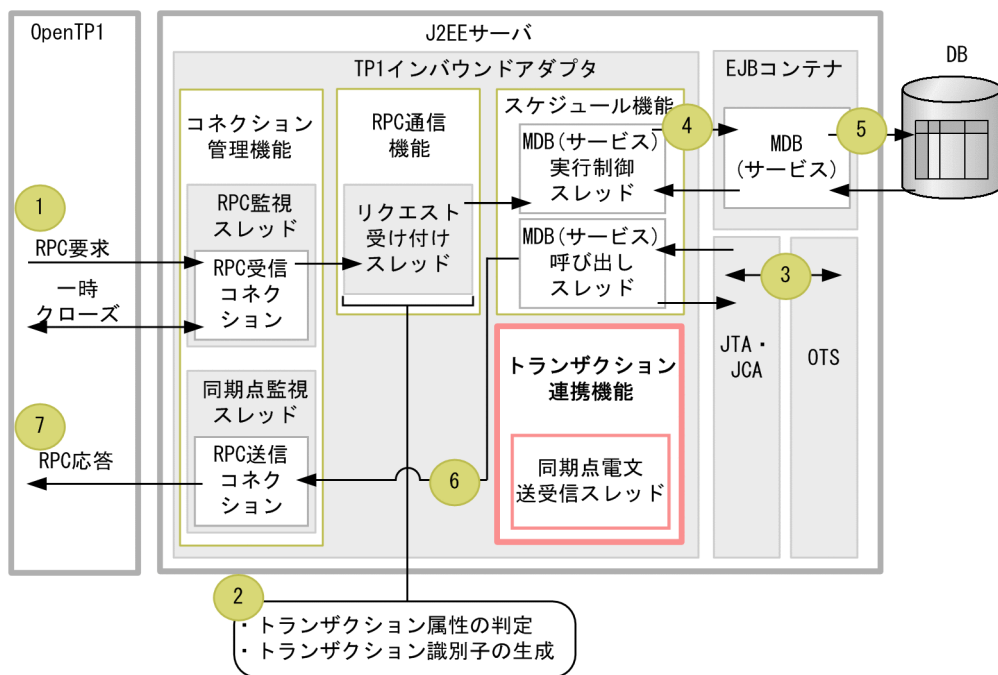 OpenTP1
J2EEサーバ
TP1インバウンドアダプタ
EJBコンテナ
DB
コネクション
管理機能
RPC通信
機能
スケジュール機能
MDB(サービス)
実行制御
スレッド
4
MDB
(サービス)
5
1
RPC要求
一時
クローズ
RPC監視
スレッド
RPC受信
コネク
ション
リクエスト
受け付け
スレッド
MDB(サービス)
呼び出し
スレッド
3
JTA・
JCA
OTS
トランザクション
連携機能
同期点電文
送受信スレッド
7
RPC応答
同期点監視
スレッド
RPC送信
コネク
ション
6
2
・トランザクション属性の判定
・トランザクション識別子の生成